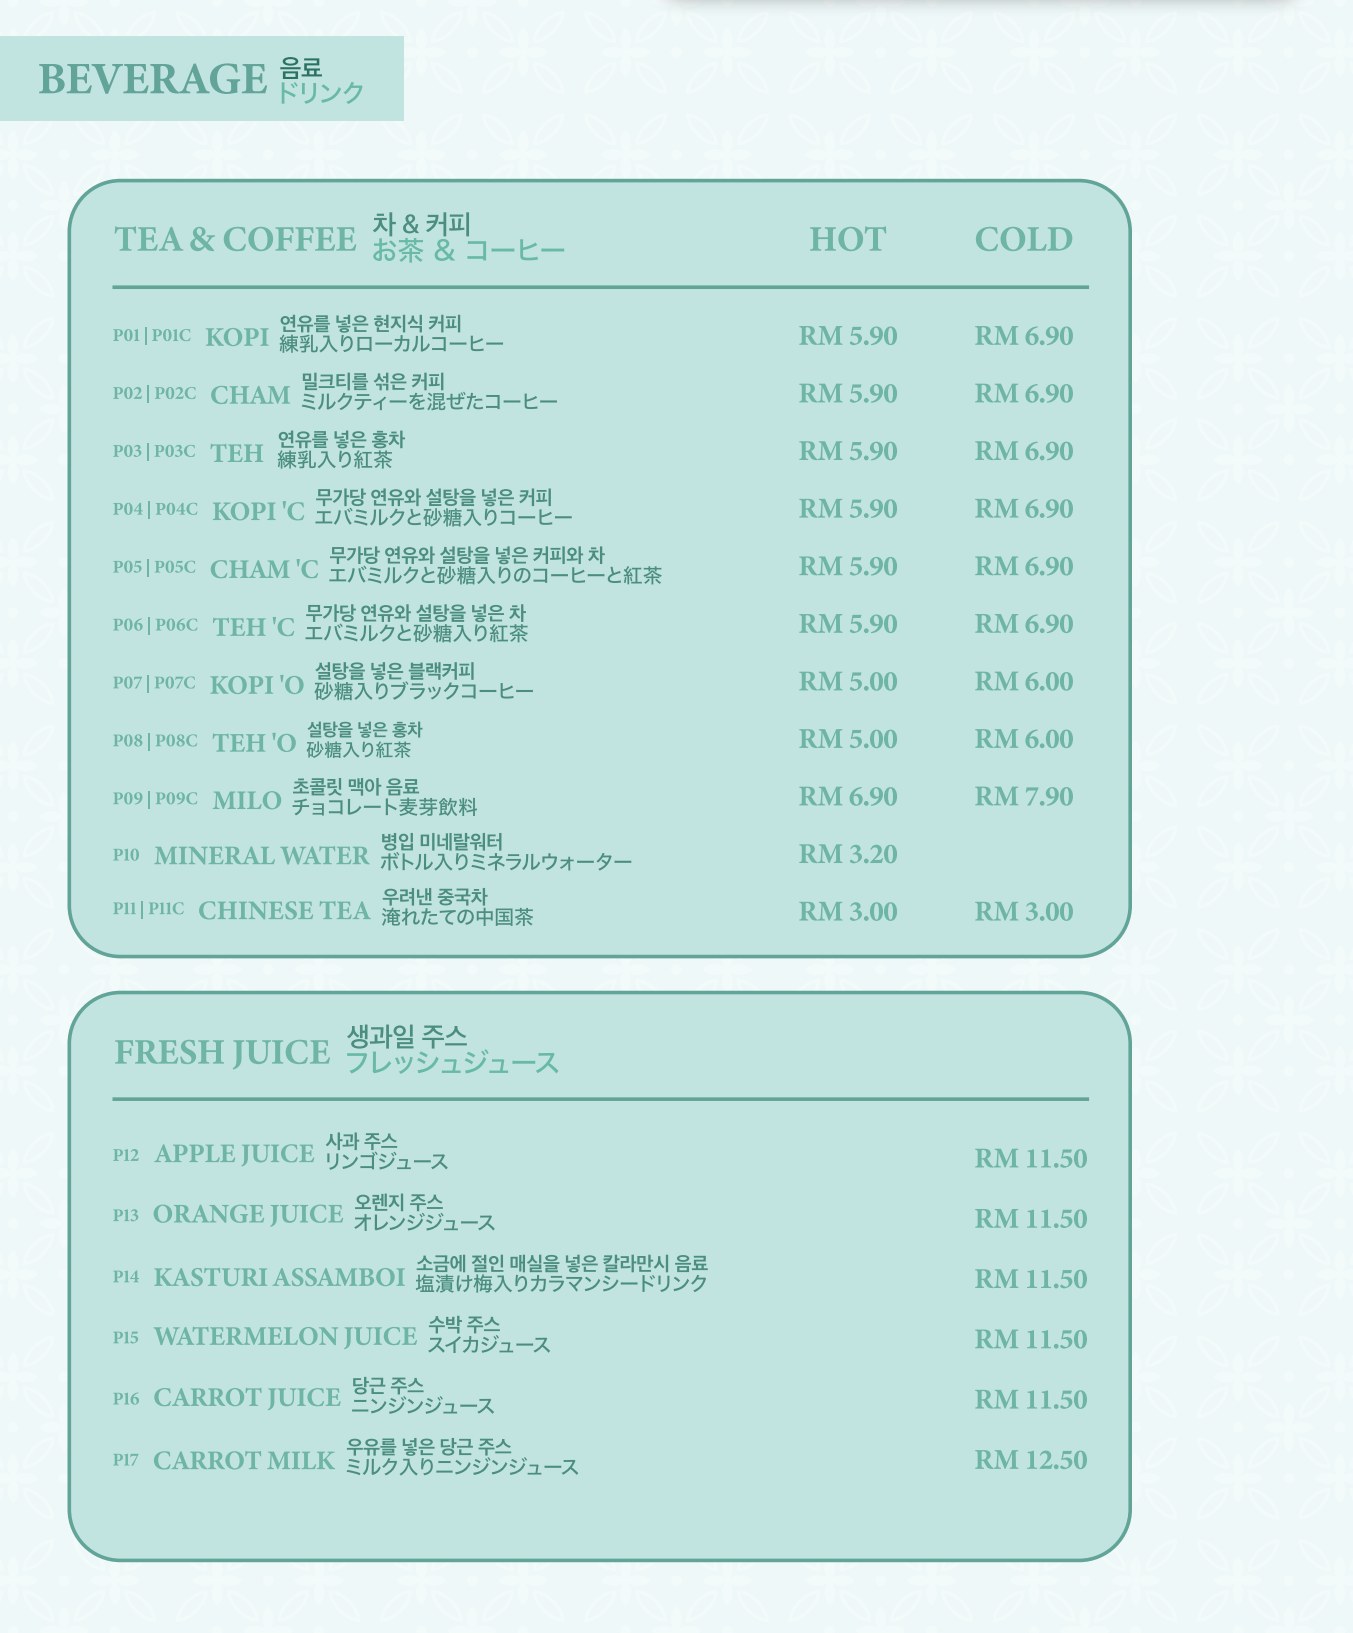 BEVERAGE 음료
ドリンク
TEA & COFFEE 차 & 커피
お茶 & コーヒー
HOT COLD
P01 | P01C KOPI 연유를 넣은 현지식 커피
練乳入りローカルコーヒー
RM 5.90 RM 6.90
P02 | P02C CHAM 밀크티를 섞은 커피
ミルクティーを混ぜたコーヒー
RM 5.90 RM 6.90
P03 | P03C TEH 연유를 넣은 홍차
練乳入り紅茶
RM 5.90 RM 6.90
P04 | P04C KOPI 'C 무가당 연유와 설탕을 넣은 커피
エバミルクと砂糖入りコーヒー
RM 5.90 RM 6.90
P05 | P05C CHAM 'C 무가당 연유와 설탕을 넣은 커피와 차
エバミルクと砂糖入りのコーヒーと紅茶
RM 5.90 RM 6.90
P06 | P06C TEH 'C 무가당 연유와 설탕을 넣은 차
エバミルクと砂糖入り紅茶
RM 5.90 RM 6.90
P07 | P07C KOPI 'O 설탕을 넣은 블랙커피
砂糖入りブラックコーヒー
RM 5.00 RM 6.00
P08 | P08C TEH 'O 설탕을 넣은 홍차
砂糖入り紅茶
RM 5.00 RM 6.00
P09 | P09C MILO 초콜릿 맥아 음료
チョコレート麦芽飲料
RM 6.90 RM 7.90
P10 MINERAL WATER 병입 미네랄워터
ボトル入りミネラルウォーター
RM 3.20
P11 | P11C CHINESE TEA 우려낸 중국차
淹れたての中国茶
RM 3.00 RM 3.00
FRESH JUICE 생과일 주스
フレッシュジュース
P12 APPLE JUICE 사과 주스
リンゴジュース
RM 11.50
P13 ORANGE JUICE 오렌지 주스
オレンジジュース
RM 11.50
P14 KASTURI ASSAMBOI 소금에 절인 매실을 넣은 칼라만시 음료
塩漬け梅入りカラマンシードリンク
RM 11.50
P15 WATERMELON JUICE 수박 주스
スイカジュース
RM 11.50
P16 CARROT JUICE 당근 주스
ニンジンジュース
RM 11.50
P17 CARROT MILK 우유를 넣은 당근 주스
ミルク入りニンジンジュース
RM 12.50